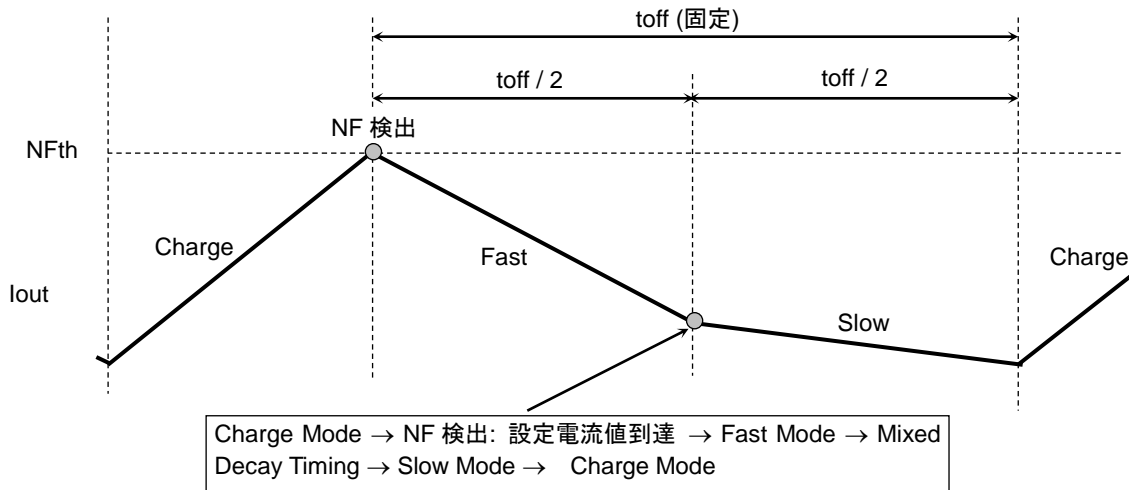 toff (固定)
toff / 2
toff / 2
NF 検出
NFth
Charge
Fast
Charge
Iout
Slow
Charge Mode → NF 検出: 設定電流値到達 → Fast Mode → Mixed
Decay Timing → Slow Mode → Charge Mode